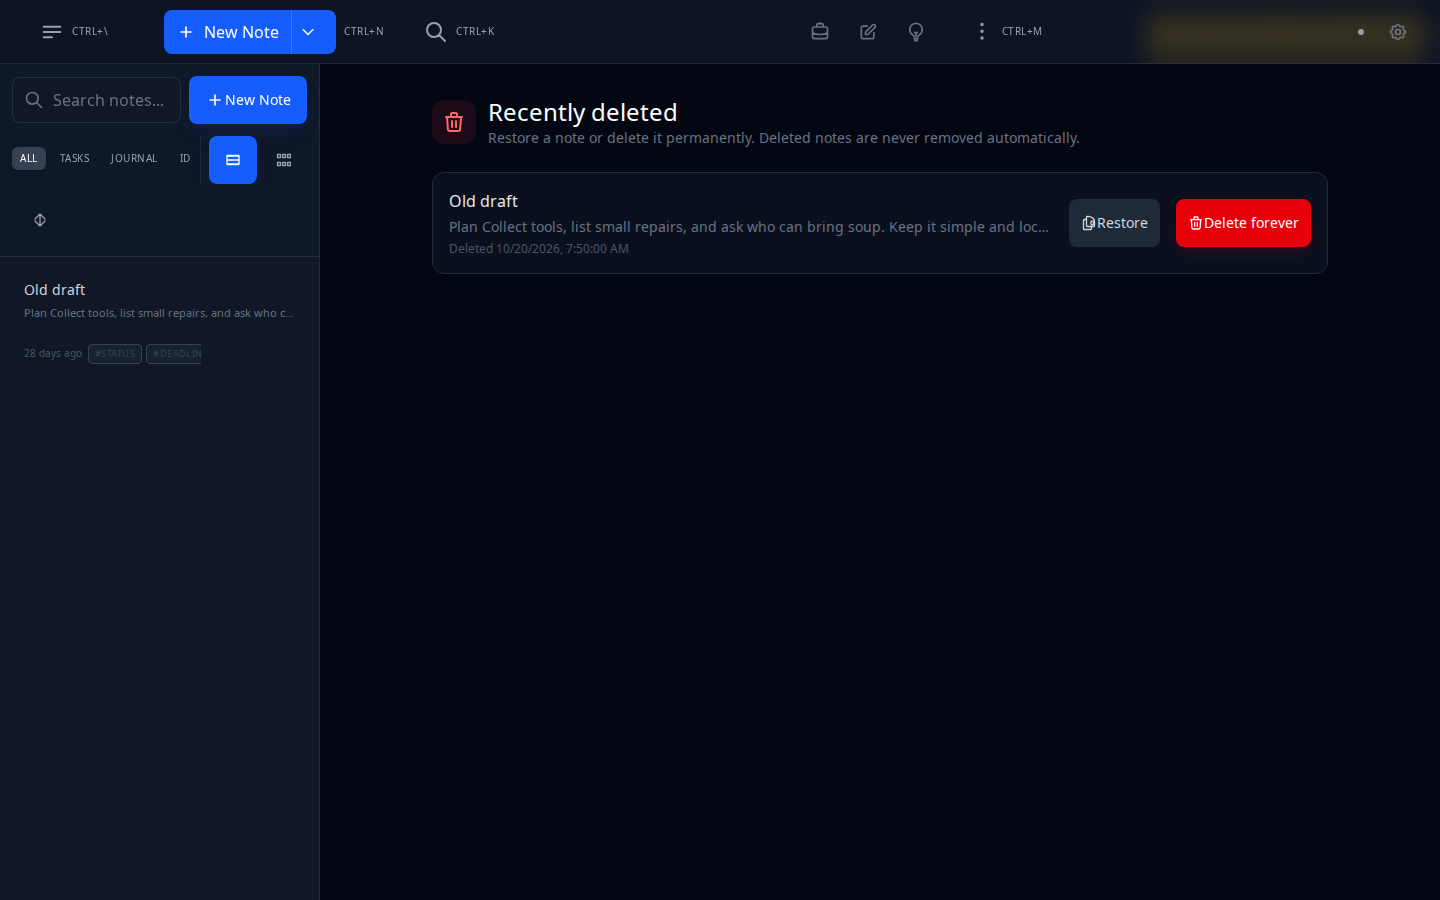 CTRL+\ New Note CTRL+N CTRL+K CTRL+M
Search notes... New Note
ALL TASKS JOURNAL ID
Old draft
Plan Collect tools, list small repairs, and ask who c...
28 days ago #STATUS #DEADLIN
Recently deleted
Restore a note or delete it permanently. Deleted notes are never removed automatically.
Old draft
Plan Collect tools, list small repairs, and ask who can bring soup. Keep it simple and loc...
Deleted 10/20/2026, 7:50:00 AM
Restore Delete forever